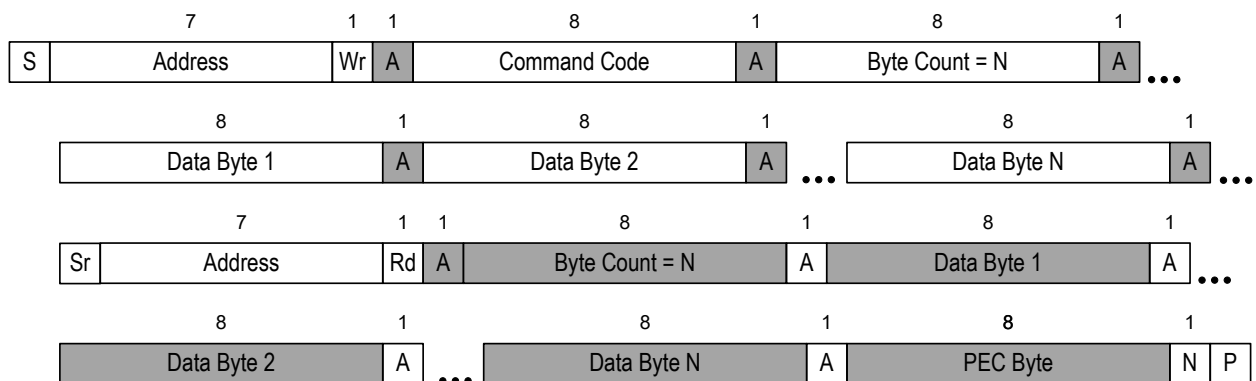 7 1 1 8 1 8 1
S Address Wr A Command Code A Byte Count = N A ...
8 1 8 1 8 1
Data Byte 1 A Data Byte 2 A ... Data Byte N A ...
7 1 1 8 1 8 1
Sr Address Rd A Byte Count = N A Data Byte 1 A ...
8 1 8 1 8 1
Data Byte 2 A ... Data Byte N A PEC Byte N P